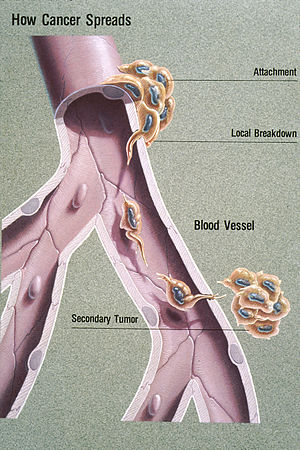 How Cancer Spreads
Attachment
Local Breakdown
Blood Vessel
Secondary Tumor